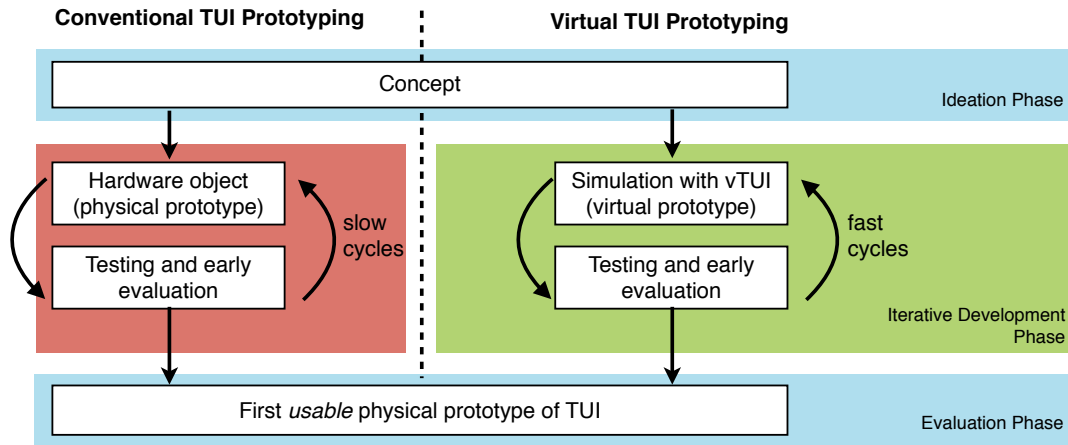 Conventional TUI Prototyping
Virtual TUI Prototyping
Concept
Ideation Phase
Hardware object
(physical prototype)
slow
cycles
Testing and early
evaluation
Simulation with vTUI
(virtual prototype)
fast
cycles
Testing and early
evaluation
Iterative Development
Phase
First usable physical prototype of TUI
Evaluation Phase